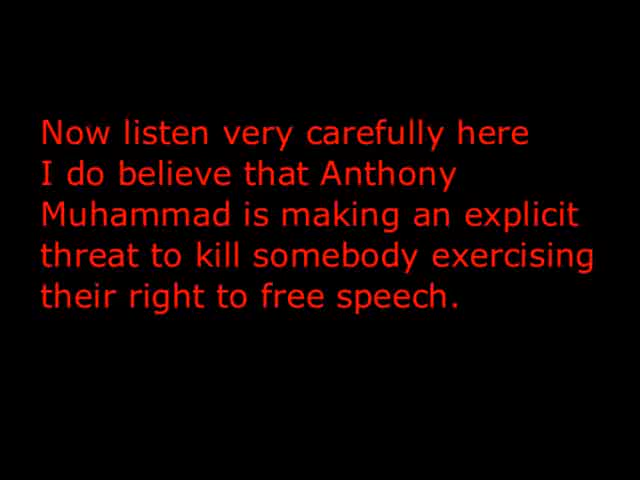 Now listen very carefully here
I do believe that Anthony
Muhammad is making an explicit
threat to kill somebody exercising
their right to free speech.